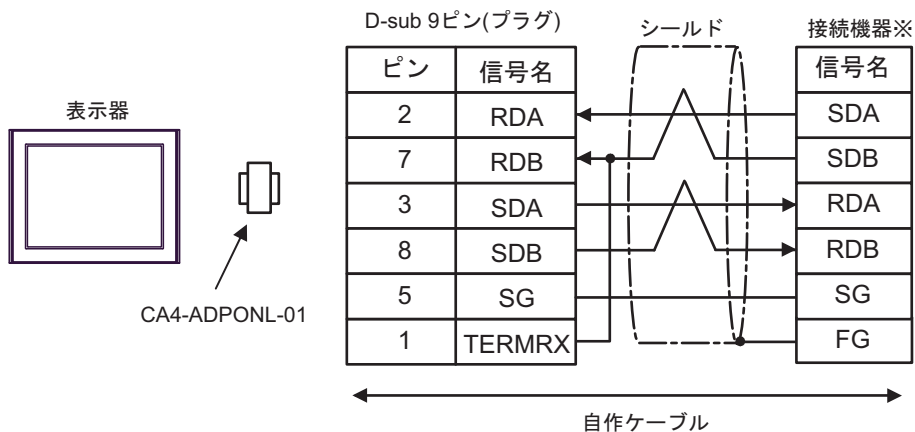 D-sub 9ピン(プラグ)
シールド
接続機器※
ピン 信号名
信号名
表示器
2 RDA
SDA
7 RDB
SDB
3 SDA
RDA
8 SDB
RDB
5 SG
SG
1 TERMRX
FG
CA4-ADPONL-01
自作ケーブル